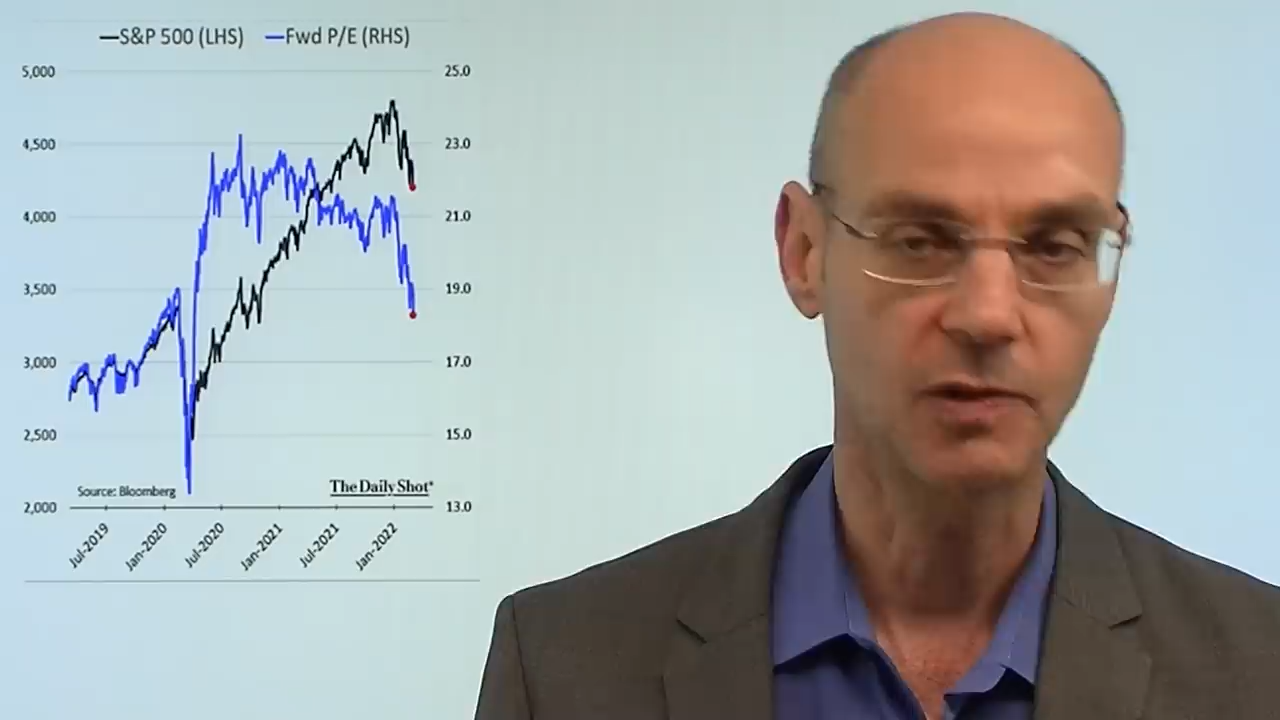 S&P 500 (LHS) Fwd P/E (RHS)
5,000 25.0
4,500 23.0
4,000 21.0
3,500 19.0
3,000 17.0
2,500 15.0
Source: Bloomberg The Daily Shot®
2,000 13.0
Jul-2019 Jan-2020 Jul-2020 Jan-2021 Jul-2021 Jan-2022